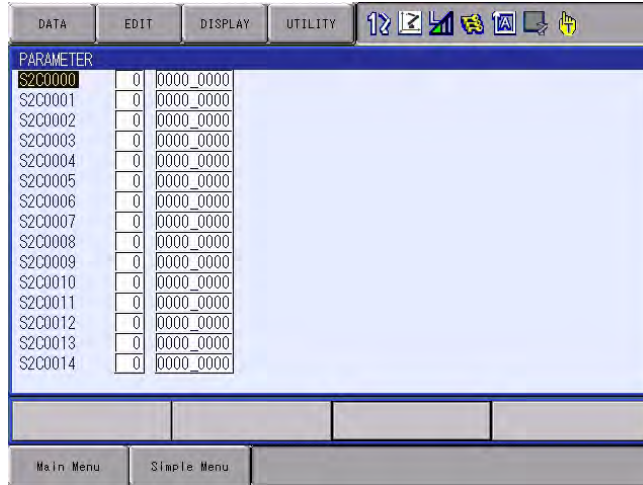 DATA EDIT DISPLAY UTILITY
PARAMETER
S2C0000 0 0000_0000
S2C0001 0 0000_0000
S2C0002 0 0000_0000
S2C0003 0 0000_0000
S2C0004 0 0000_0000
S2C0005 0 0000_0000
S2C0006 0 0000_0000
S2C0007 0 0000_0000
S2C0008 0 0000_0000
S2C0009 0 0000_0000
S2C0010 0 0000_0000
S2C0011 0 0000_0000
S2C0012 0 0000_0000
S2C0013 0 0000_0000
S2C0014 0 0000_0000
Main Menu Simple Menu